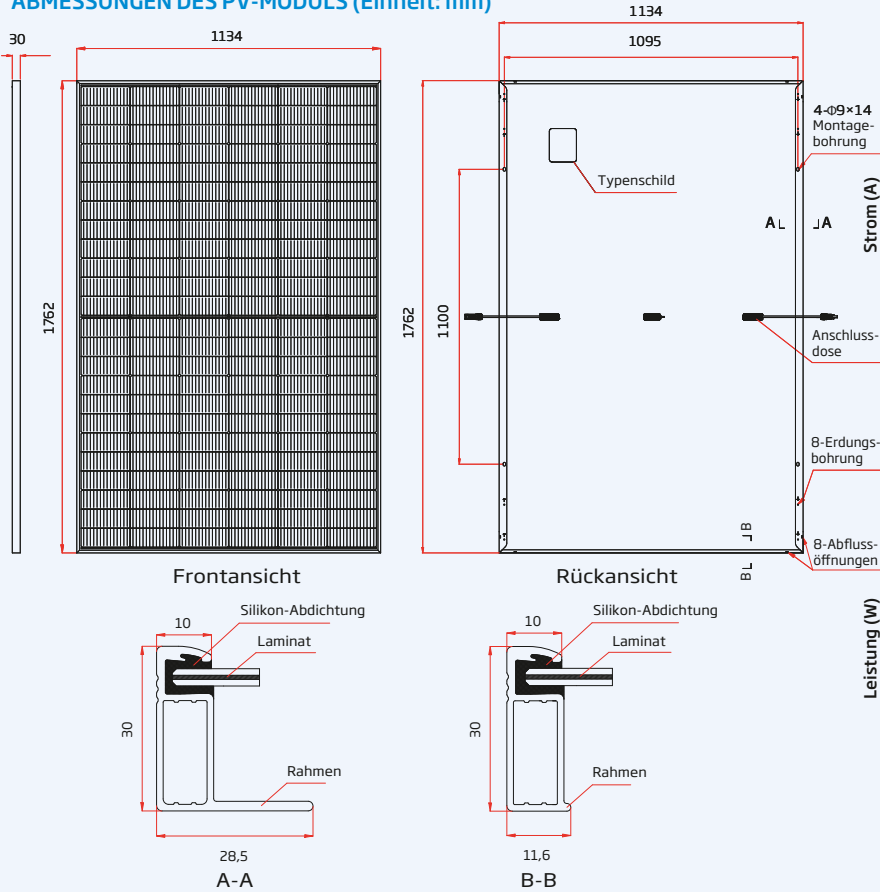 ABMESSUNGEN DES PV-MODULS (Einheit: mm)
30
1134
1762
Frontansicht
1134
1095
1762
1100
4-Φ9×14
Montage-
bohrung
Typenschild
A
A
Anschluss-
dose
8-Erdungs-
bohrung
8-Abfluss-
öffnungen
B
B
Rückansicht
Strom (A)
Leistung (W)
10
Silikon-Abdichtung
Laminat
30
Rahmen
28,5
A-A
10
Silikon-Abdichtung
Laminat
30
Rahmen
11,6
B-B